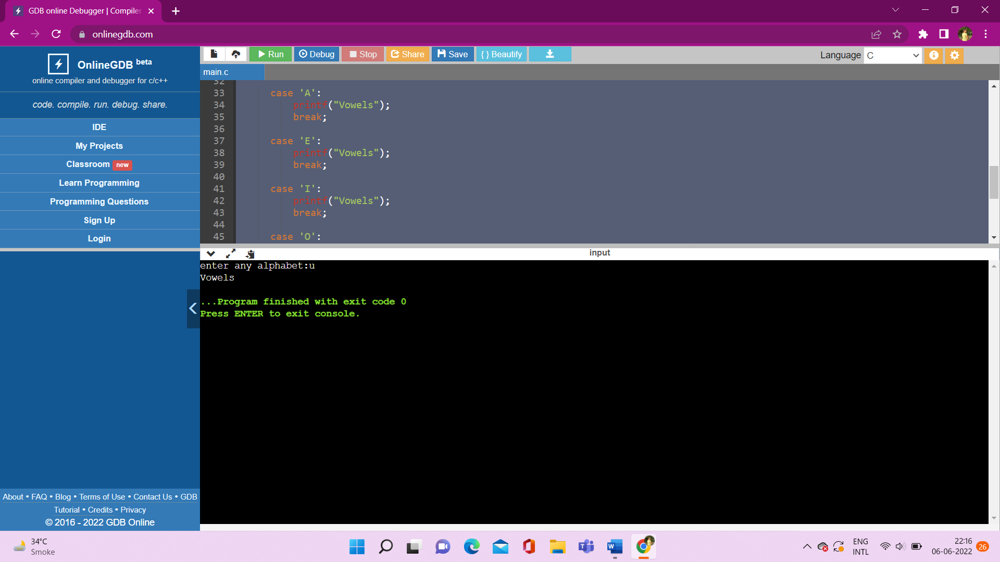 GDB online Debugger | Compiler
onlinegdb.com
OnlineGDB beta
online compiler and debugger for c/c++
code. compile. run. debug. share.
IDE
My Projects
Classroom new
Learn Programming
Programming Questions
Sign Up
Login
About • FAQ • Blog • Terms of Use • Contact Us • GDB
Tutorial • Credits • Privacy
© 2016 - 2022 GDB Online
Run Debug Stop Share Save { } Beautify
Language C
main.c
32
33 case 'A':
34 printf("Vowels");
35 break;
36
37 case 'E':
38 printf("Vowels");
39 break;
40
41 case 'I':
42 printf("Vowels");
43 break;
44
45 case 'O':
input
enter any alphabet:u
Vowels
...Program finished with exit code 0
Press ENTER to exit console.
34°C
Smoke
ENG
INTL
22:16
06-06-2022
26